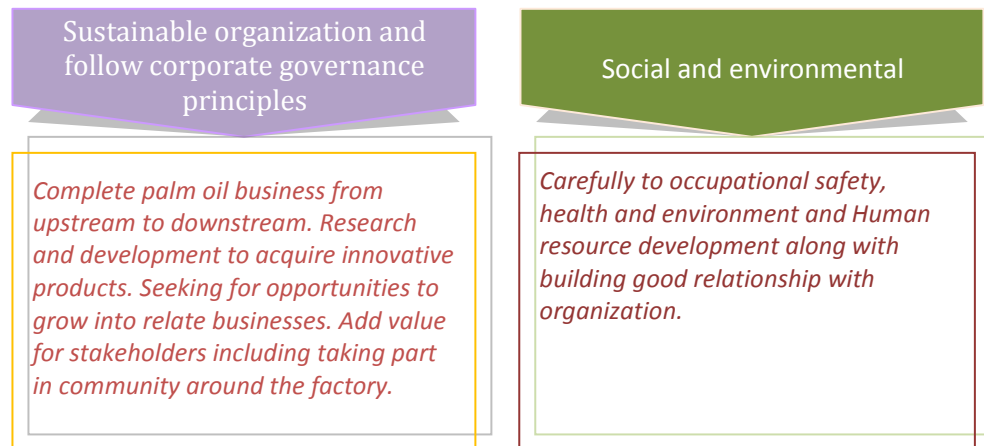 Sustainable organization and
follow corporate governance
principles
Complete palm oil business from
upstream to downstream. Research
and development to acquire innovative
products. Seeking for opportunities to
grow into relate businesses. Add value
for stakeholders including taking part
in community around the factory.
Social and environmental
Carefully to occupational safety,
health and environment and Human
resource development along with
building good relationship with
organization.